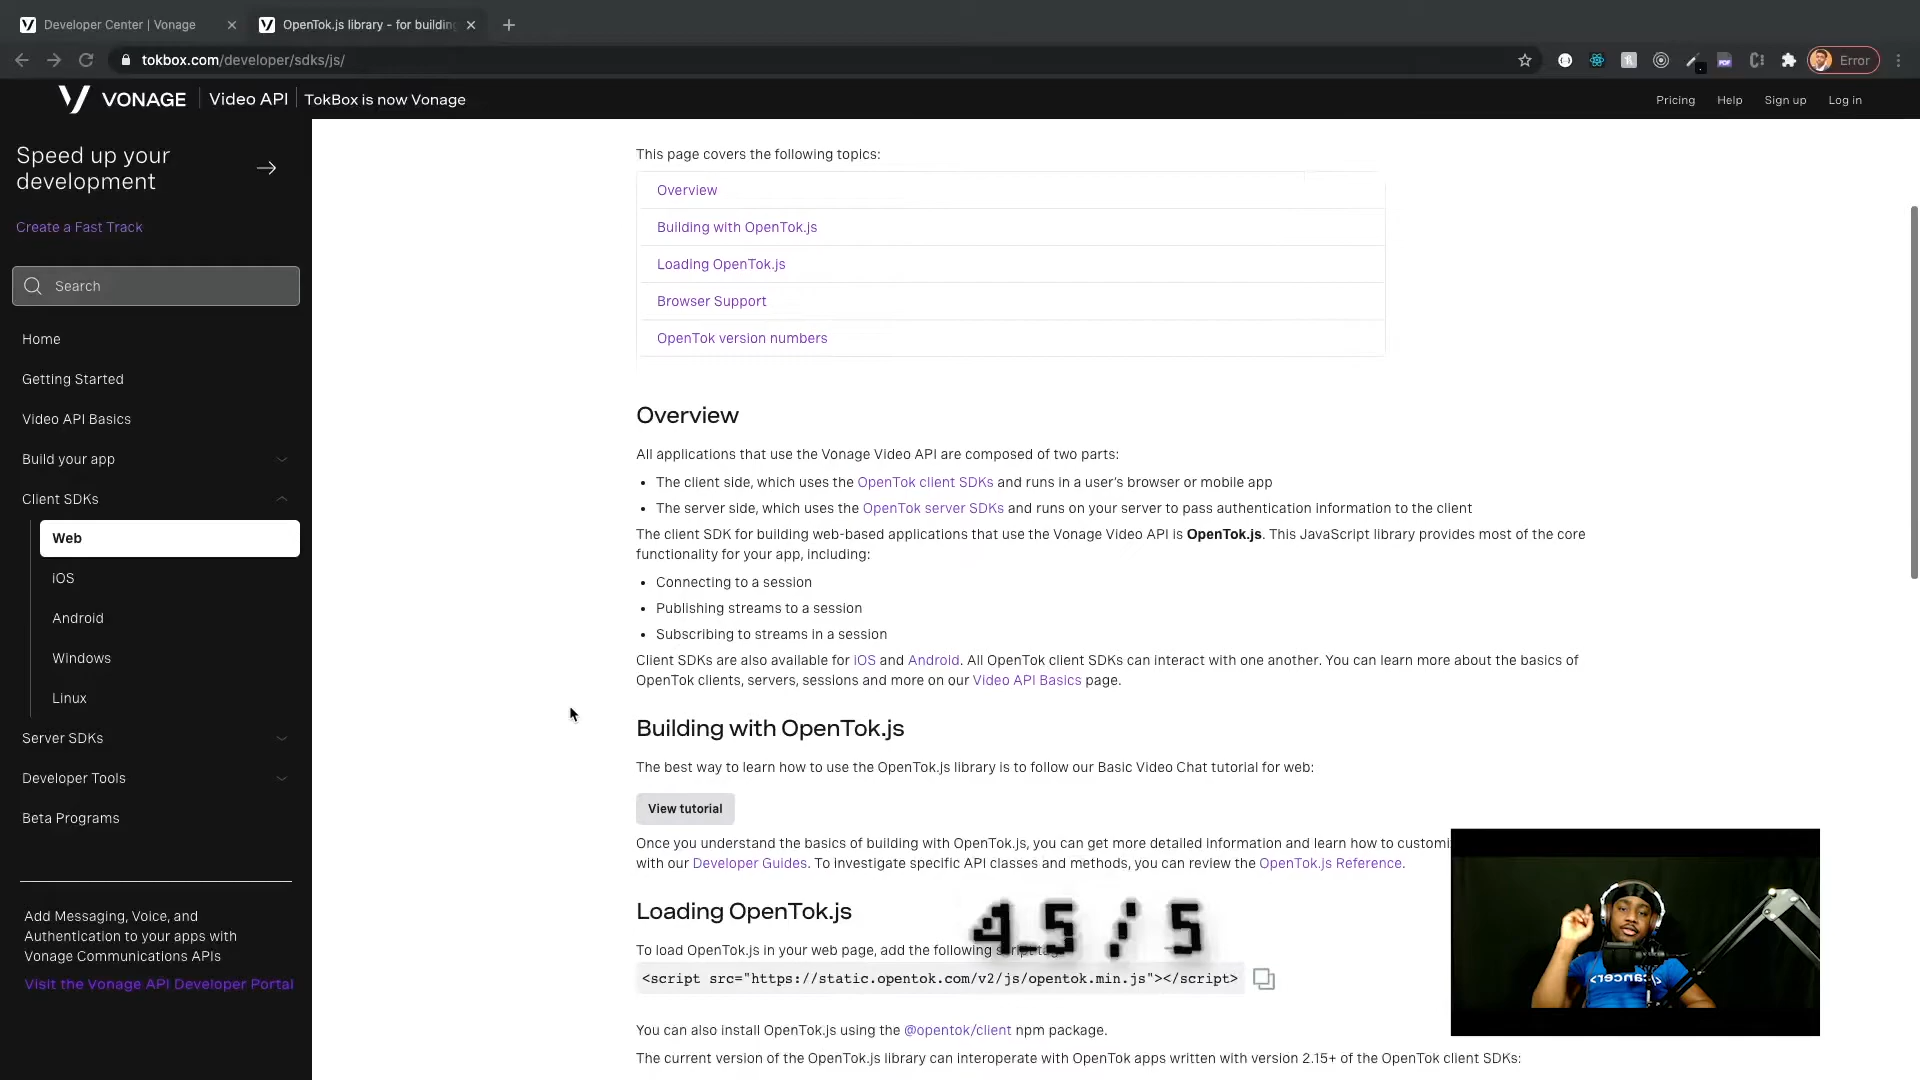 Developer Center | Vonage
OpenTok.js library - for building
tokbox.com/developer/sdks/js/
Error
VONAGE
Video API
TokBox is now Vonage
Pricing
Help
Sign up
Log in
Speed up your
development
Create a Fast Track
Search
Home
Getting Started
Video API Basics
Build your app
Client SDKs
Web
iOS
Android
Windows
Linux
Server SDKs
Developer Tools
Beta Programs
Add Messaging, Voice, and
Authentication to your apps with
Vonage Communications APIs
Visit the Vonage API Developer Portal
This page covers the following topics:
Overview
Building with OpenTok.js
Loading OpenTok.js
Browser Support
OpenTok version numbers
Overview
All applications that use the Vonage Video API are composed of two parts:
• The client side, which uses the OpenTok client SDKs and runs in a user's browser or mobile app
• The server side, which uses the OpenTok server SDKs and runs on your server to pass authentication information to the client
The client SDK for building web-based applications that use the Vonage Video API is OpenTok.js. This JavaScript library provides most of the core
functionality for your app, including:
• Connecting to a session
• Publishing streams to a session
• Subscribing to streams in a session
Client SDKs are also available for iOS and Android. All OpenTok client SDKs can interact with one another. You can learn more about the basics of
OpenTok clients, servers, sessions and more on our Video API Basics page.
Building with OpenTok.js
The best way to learn how to use the OpenTok.js library is to follow our Basic Video Chat tutorial for web:
View tutorial
Once you understand the basics of building with OpenTok.js, you can get more detailed information and learn how to customi
with our Developer Guides. To investigate specific API classes and methods, you can review the OpenTok.js Reference.
Loading OpenTok.js
4.5 / 5
To load OpenTok.js in your web page, add the following script tag
<script src="https://static.opentok.com/v2/js/opentok.min.js"></script>
You can also install OpenTok.js using the @opentok/client npm package.
The current version of the OpenTok.js library can interoperate with OpenTok apps written with version 2.15+ of the OpenTok client SDKs: